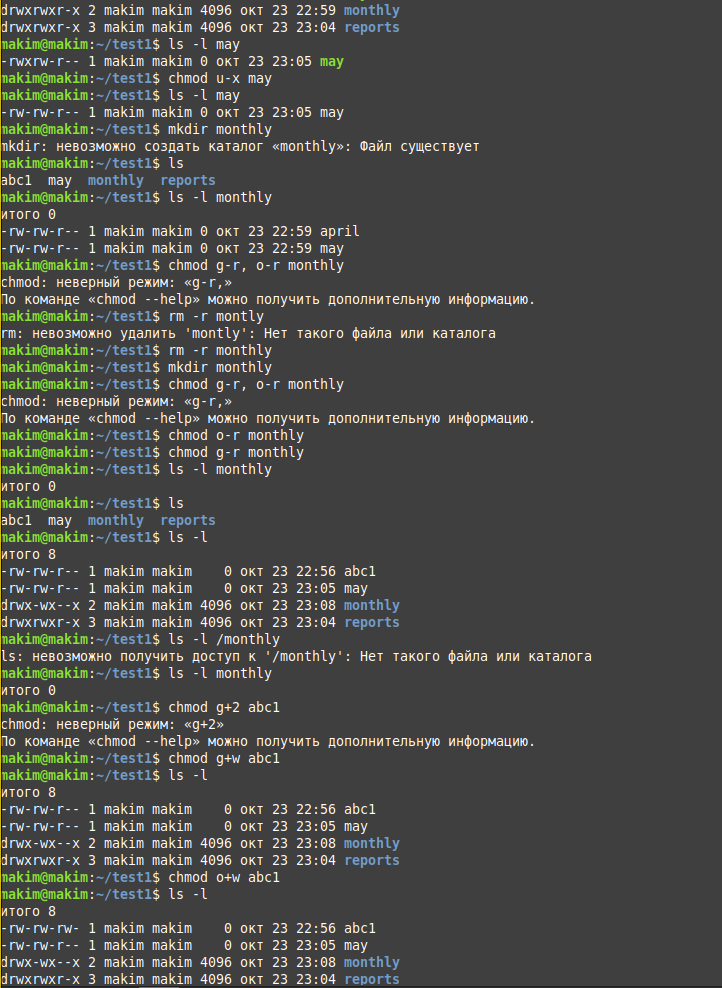 drwxrwxr-x 2 makim makim 4096 окт 23 22:59 monthly
drwxrwxr-x 3 makim makim 4096 окт 23 23:04 reports
makim@makim:~/test1$ ls -l may
-rwxrw-r-- 1 makim makim 0 окт 23 23:05 may
makim@makim:~/test1$ chmod u-x may
makim@makim:~/test1$ ls -l may
-rw-rw-r-- 1 makim makim 0 окт 23 23:05 may
makim@makim:~/test1$ mkdir monthly
mkdir: невозможно создать каталог «monthly»: Файл существует
makim@makim:~/test1$ ls
abc1  may  monthly  reports
makim@makim:~/test1$ ls -l monthly
итого 0
-rw-rw-r-- 1 makim makim 0 окт 23 22:59 april
-rw-rw-r-- 1 makim makim 0 окт 23 22:59 may
makim@makim:~/test1$ chmod g-r, o-r monthly
chmod: неверный режим: «g-r,»
По команде «chmod --help» можно получить дополнительную информацию.
makim@makim:~/test1$ rm -r montly
rm: невозможно удалить 'montly': Нет такого файла или каталога
makim@makim:~/test1$ rm -r monthly
makim@makim:~/test1$ mkdir monthly
makim@makim:~/test1$ chmod g-r, o-r monthly
chmod: неверный режим: «g-r,»
По команде «chmod --help» можно получить дополнительную информацию.
makim@makim:~/test1$ chmod o-r monthly
makim@makim:~/test1$ chmod g-r monthly
makim@makim:~/test1$ ls -l monthly
итого 0
makim@makim:~/test1$ ls
abc1  may  monthly  reports
makim@makim:~/test1$ ls -l
итого 8
-rw-rw-r-- 1 makim makim    0 окт 23 22:56 abc1
-rw-rw-r-- 1 makim makim    0 окт 23 23:05 may
drwx-wx--x 2 makim makim 4096 окт 23 23:08 monthly
drwxrwxr-x 3 makim makim 4096 окт 23 23:04 reports
makim@makim:~/test1$ ls -l /monthly
ls: невозможно получить доступ к '/monthly': Нет такого файла или каталога
makim@makim:~/test1$ ls -l monthly
итого 0
makim@makim:~/test1$ chmod g+2 abc1
chmod: неверный режим: «g+2»
По команде «chmod --help» можно получить дополнительную информацию.
makim@makim:~/test1$ chmod g+w abc1
makim@makim:~/test1$ ls -l
итого 8
-rw-rw-r-- 1 makim makim    0 окт 23 22:56 abc1
-rw-rw-r-- 1 makim makim    0 окт 23 23:05 may
drwx-wx--x 2 makim makim 4096 окт 23 23:08 monthly
drwxrwxr-x 3 makim makim 4096 окт 23 23:04 reports
makim@makim:~/test1$ chmod o+w abc1
makim@makim:~/test1$ ls -l
итого 8
-rw-rw-rw- 1 makim makim    0 окт 23 22:56 abc1
-rw-rw-r-- 1 makim makim    0 окт 23 23:05 may
drwx-wx--x 2 makim makim 4096 окт 23 23:08 monthly
drwxrwxr-x 3 makim makim 4096 окт 23 23:04 reports